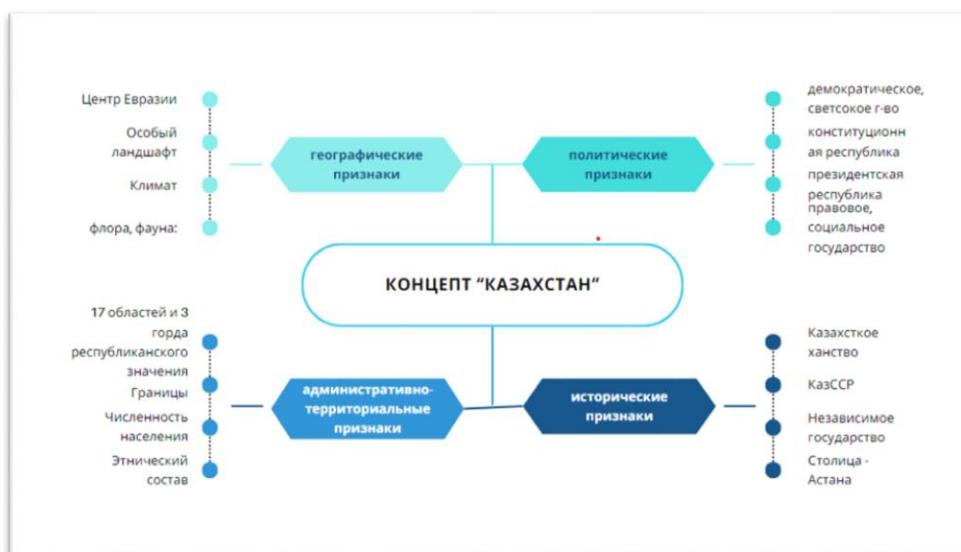 Центр Евразии
Особый
ландшафт
Климат
флора, фауна:
географические
признаки
политические
признаки
демократическое,
светсокое г-во
конституционн
ая республика
президентская
республика
правовое,
социальное
государство
КОНЦЕПТ “КАЗАХСТАН”
17 областей и 3
горда
республиканского
значения
Границы
Численность
населения
Этнический
состав
административно-
территориальные
признаки
исторические
признаки
Казахсткое
ханство
КазССР
Независимое
государство
Столица -
Астана